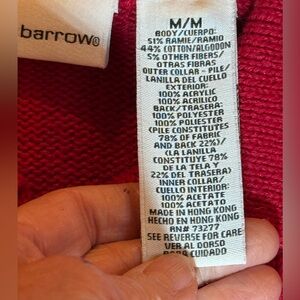 barrow®
M/M
BODY/CUERPO:
51% RAMIE/RAMIO
44% COTTON/ALGODON
5% OTHER FIBERS/
OTRAS FIBRAS
OUTER COLLAR - PILE/
LANILLA DEL CUELLO
EXTERIOR:
100% ACRYLIC
100% ACRILICO
BACK/TRASERA:
100% POLYESTER
100% POLIESTER
(PILE CONSTITUTES
78% OF FABRIC
AND BACK 22%)/
(LA LANILLA
CONSTITUYE 78%
DE LA TELA Y
22% DEL TRASERA)
INNER COLLAR/
CUELLO INTERIOR:
100% ACETATE
100% ACETATO
MADE IN HONG KONG
HECHO EN HONG KONG
RN# 73277
SEE REVERSE FOR CARE
VER AL DORSO
PARA CUIDADO